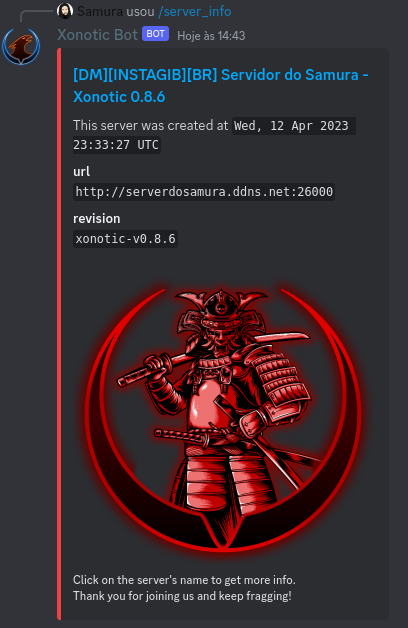 Samura usou /server_info
Xonotic Bot BOT Hoje às 14:43
[DM][INSTAGIB][BR] Servidor do Samura -
Xonotic 0.8.6
This server was created at Wed, 12 Apr 2023
23:33:27 UTC
url
http://serverdosamura.ddns.net:26000
revision
xonotic-v0.8.6
Click on the server's name to get more info.
Thank you for joining us and keep fragging!